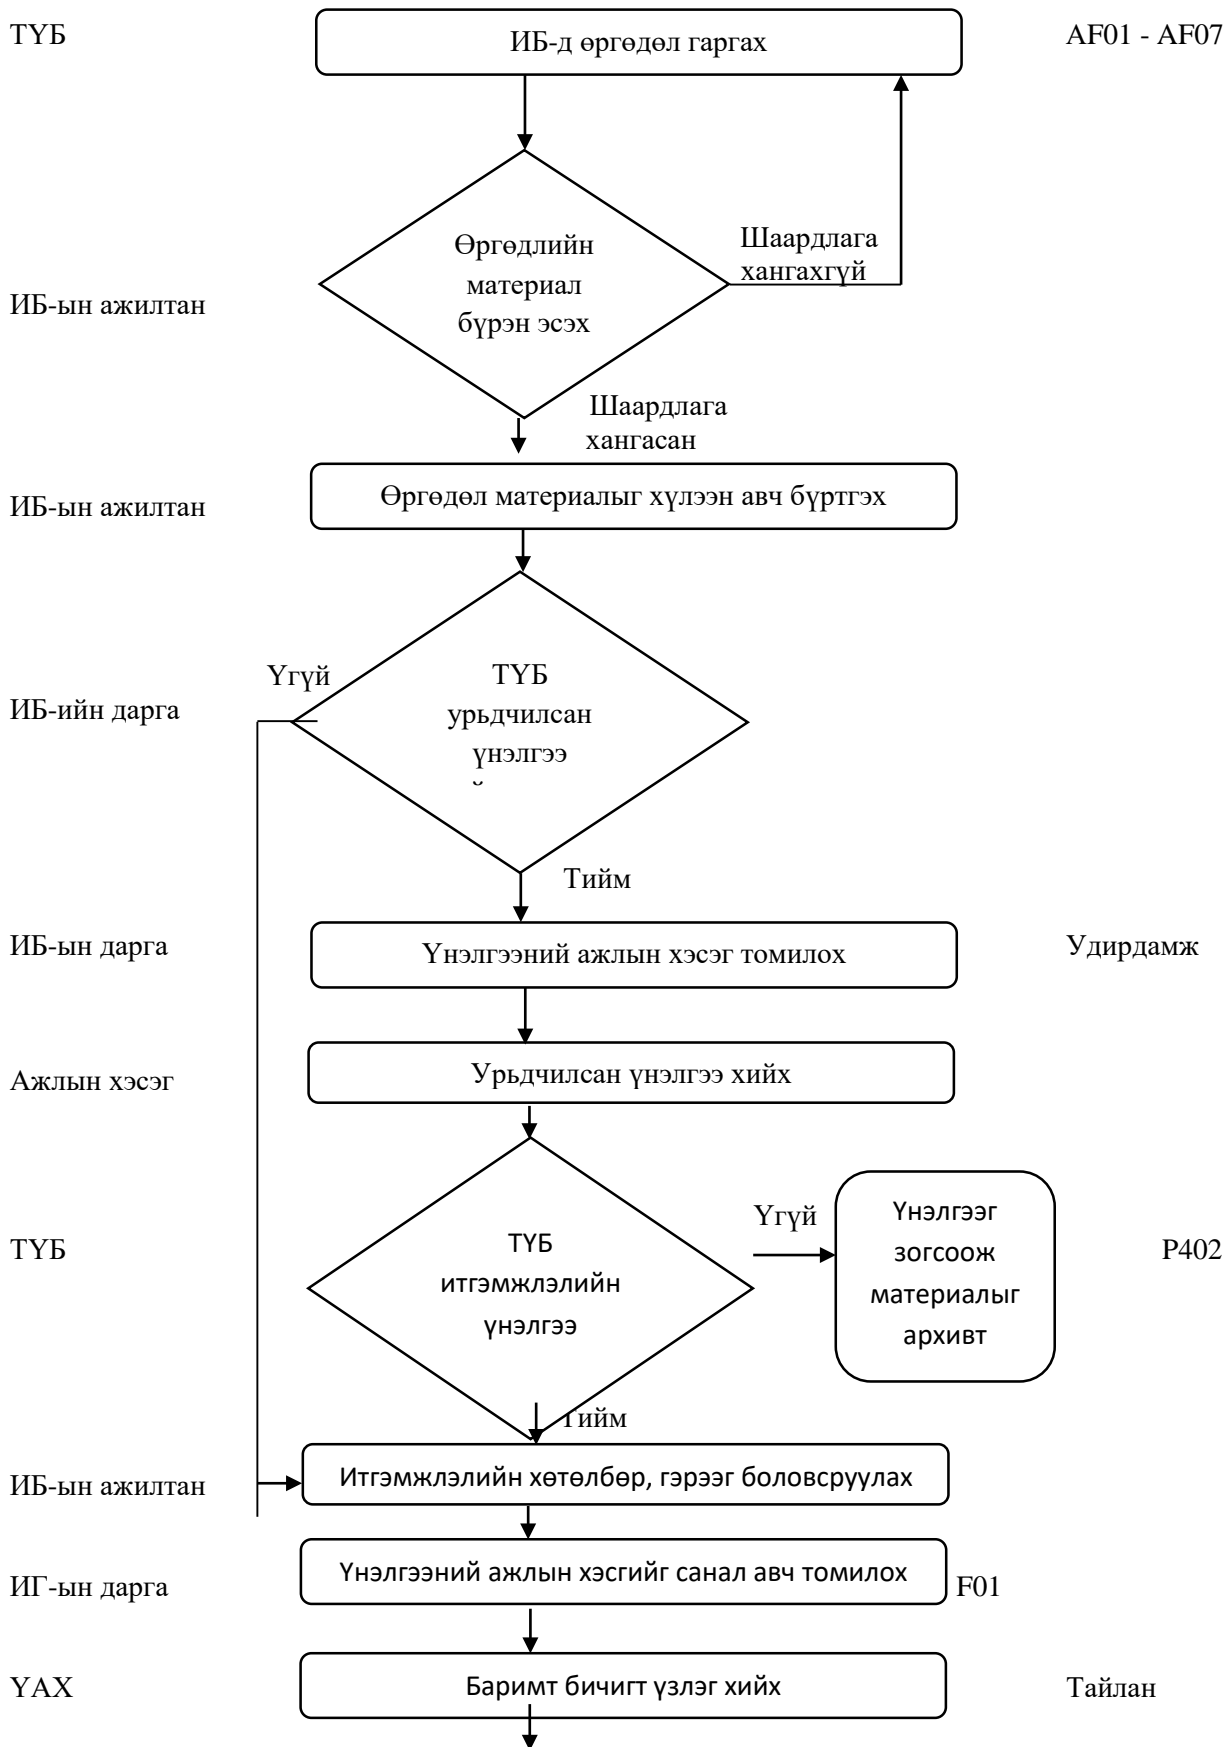 ТҮБ
ИБ-д өргөдөл гаргах
AF01 - AF07
Өргөдлийн
материал
бүрэн эсэх
Шаардлага
хангахгүй
ИБ-ын ажилтан
Шаардлага
хангасан
ИБ-ын ажилтан
Өргөдөл материалыг хүлээн авч бүртгэх
Үгүй
ТҮБ
урьдчилсан
үнэлгээ
ИБ-ийн дарга
Тийм
ИБ-ын дарга
Үнэлгээний ажлын хэсэг томилох
Удирдамж
Ажлын хэсэг
Урьдчилсан үнэлгээ хийх
ТҮБ
ТҮБ
итгэмжлэлийн
үнэлгээ
Үгүй
Үнэлгээг
зогсоож
материалыг
архивт
P402
Тийм
ИБ-ын ажилтан
Итгэмжлэлийн хөтөлбөр, гэрээг боловсруулах
ИГ-ын дарга
Үнэлгээний ажлын хэсгийг санал авч томилох
F01
ҮАХ
Баримт бичигт үзлэг хийх
Тайлан